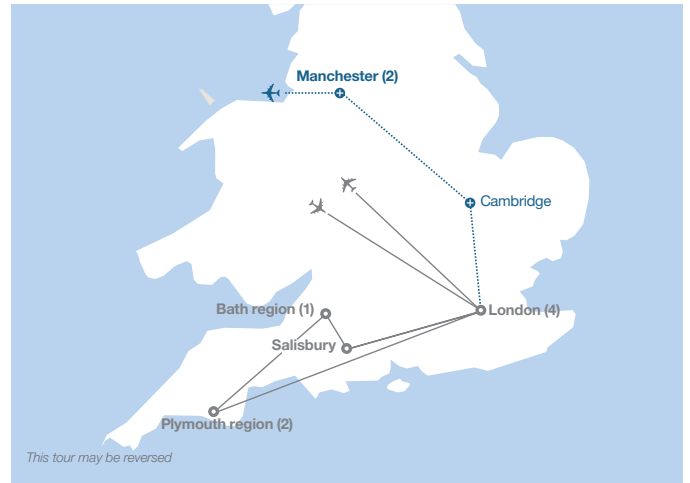 Manchester (2)
Cambridge
Bath region (1)
London (4)
Salisbury
Plymouth region (2)
This tour may be reversed